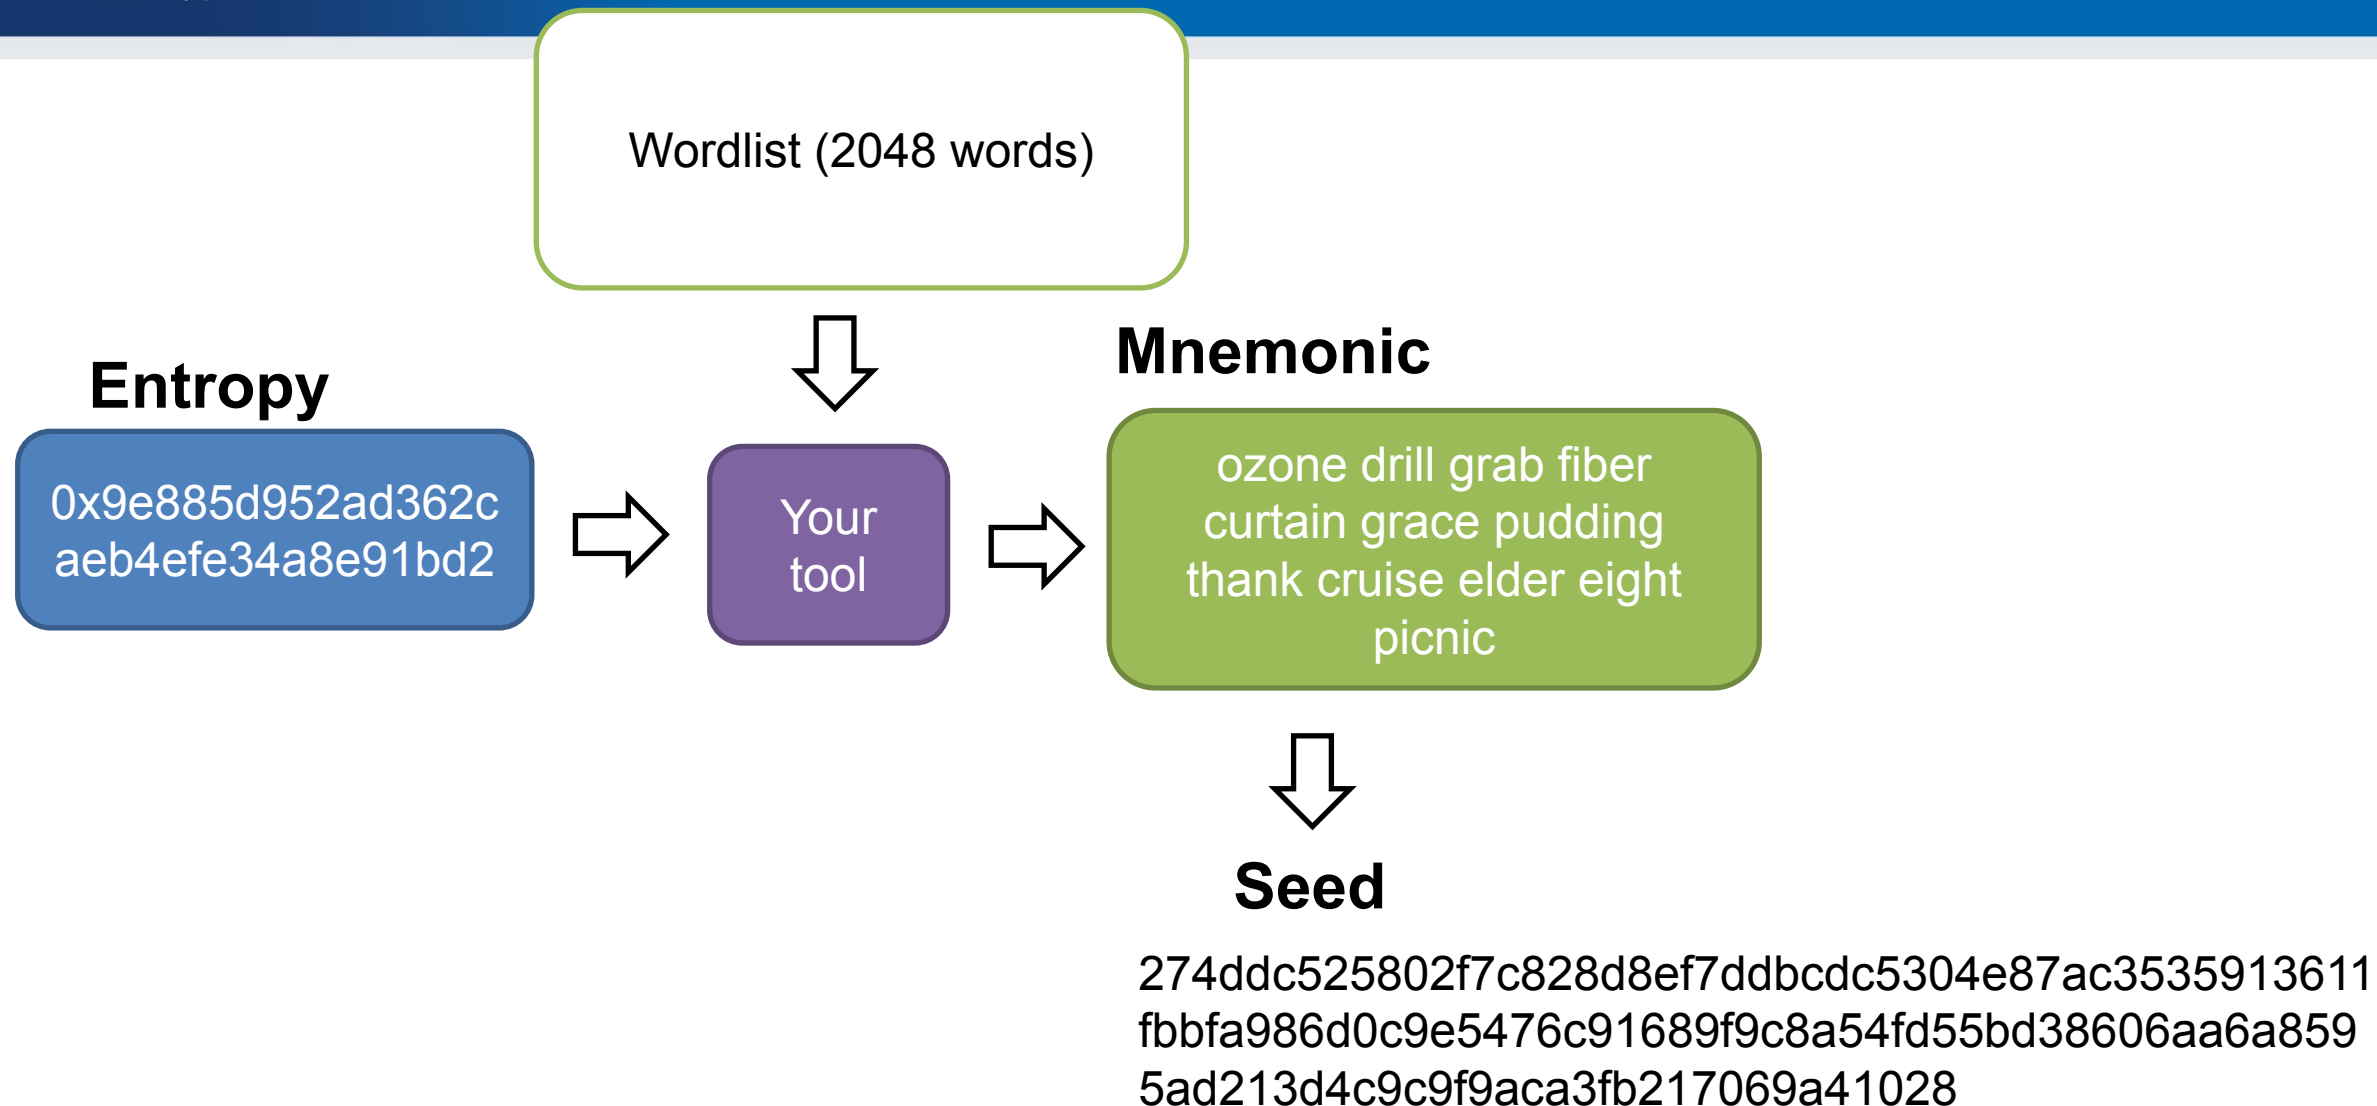 Wordlist (2048 words)
Entropy
0x9e885d952ad362c
aeb4efe34a8e91bd2
Your
tool
Mnemonic
ozone drill grab fiber
curtain grace pudding
thank cruise elder eight
picnic
Seed
274ddc525802f7c828d8ef7ddbcdc5304e87ac3535913611
fbbfa986d0c9e5476c91689f9c8a54fd55bd38606aa6a859
5ad213d4c9c9f9aca3fb217069a41028